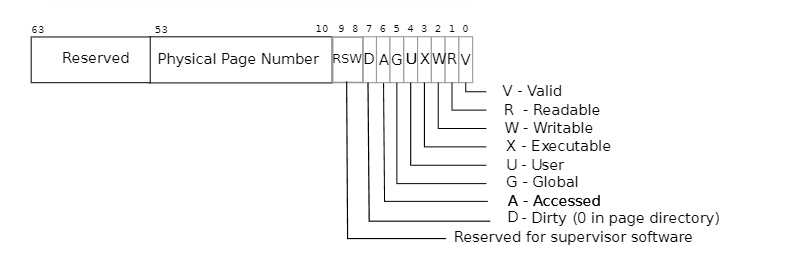 63 53 10 9 8 7 6 5 4 3 2 1 0
Reserved Physical Page Number RSW D A G U X W R V
V - Valid
R - Readable
W - Writable
X - Executable
U - User
G - Global
A - Accessed
D - Dirty (0 in page directory)
Reserved for supervisor software